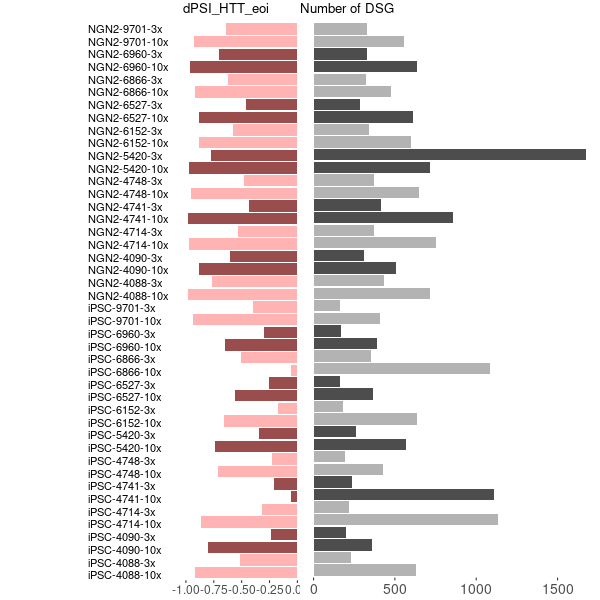 dPSI_HTT_eoi Number of DSG
NGN2-9701-3x
NGN2-9701-10x
NGN2-6960-3x
NGN2-6960-10x
NGN2-6866-3x
NGN2-6866-10x
NGN2-6527-3x
NGN2-6527-10x
NGN2-6152-3x
NGN2-6152-10x
NGN2-5420-3x
NGN2-5420-10x
NGN2-4748-3x
NGN2-4748-10x
NGN2-4741-3x
NGN2-4741-10x
NGN2-4714-3x
NGN2-4714-10x
NGN2-4090-3x
NGN2-4090-10x
NGN2-4088-3x
NGN2-4088-10x
iPSC-9701-3x
iPSC-9701-10x
iPSC-6960-3x
iPSC-6960-10x
iPSC-6866-3x
iPSC-6866-10x
iPSC-6527-3x
iPSC-6527-10x
iPSC-6152-3x
iPSC-6152-10x
iPSC-5420-3x
iPSC-5420-10x
iPSC-4748-3x
iPSC-4748-10x
iPSC-4741-3x
iPSC-4741-10x
iPSC-4714-3x
iPSC-4714-10x
iPSC-4090-3x
iPSC-4090-10x
iPSC-4088-3x
iPSC-4088-10x
-1.00 -0.75 -0.50 -0.25 0 500 1000 1500